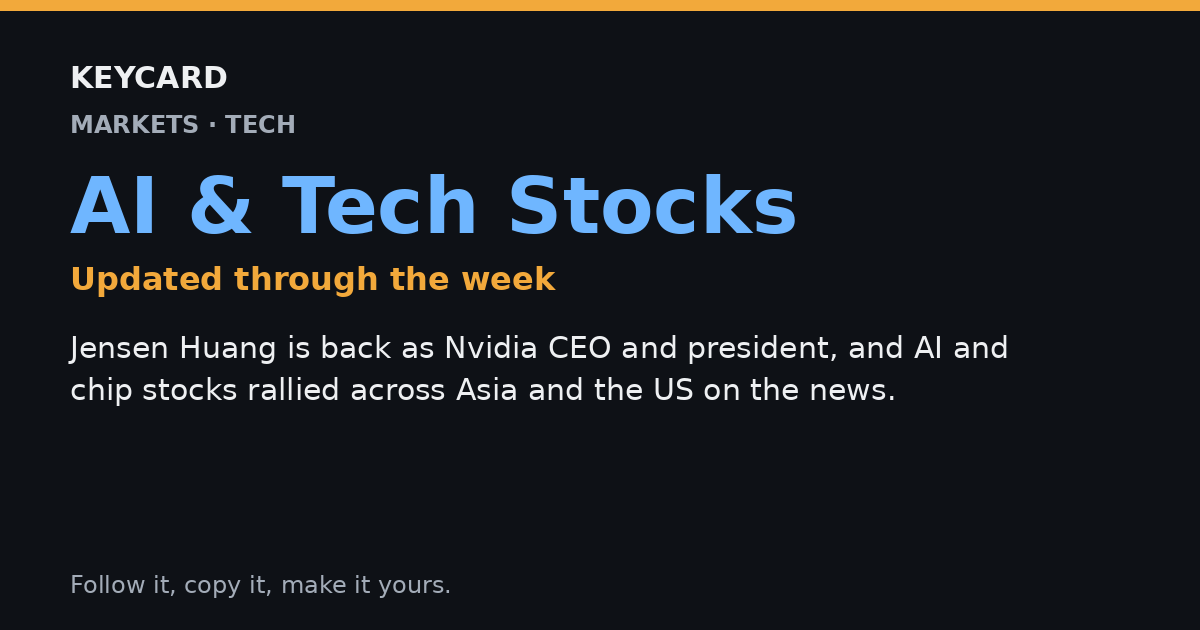 KEYCARD
MARKETS · TECH
AI & Tech Stocks
Updated through the week
Jensen Huang is back as Nvidia CEO and president, and AI and
chip stocks rallied across Asia and the US on the news.
Follow it, copy it, make it yours.